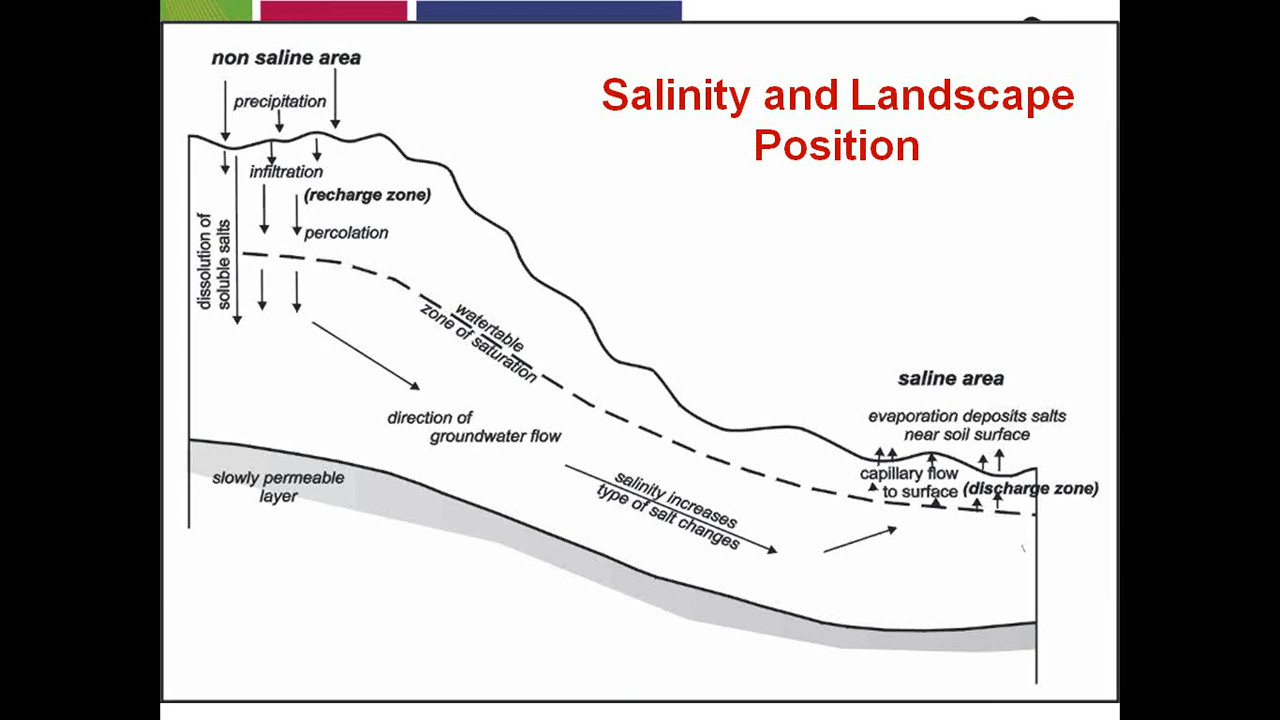 Salinity and Landscape
Position
non saline area
precipitation
infiltration
(recharge zone)
percolation
dissolution of
soluble salts
watertable
zone of saturation
direction of
groundwater flow
slowly permeable
layer
salinity increases
type of salt changes
saline area
evaporation deposits salts
near soil surface
capillary flow
to surface (discharge zone)